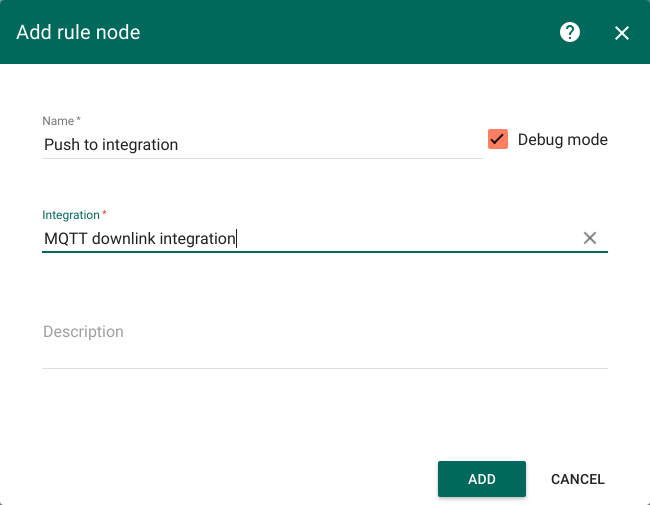 Add rule node
Name *
Push to integration
Debug mode
Integration *
MQTT downlink integration
Description
ADD
CANCEL